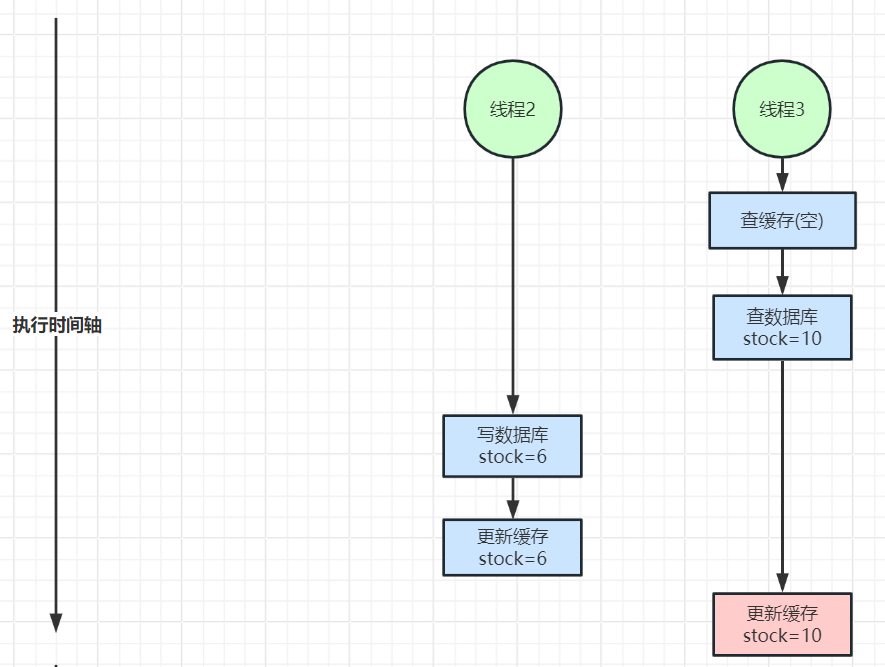 线程2
线程3
查缓存(空)
查数据库
stock=10
执行时间轴
写数据库
stock=6
更新缓存
stock=6
更新缓存
stock=10